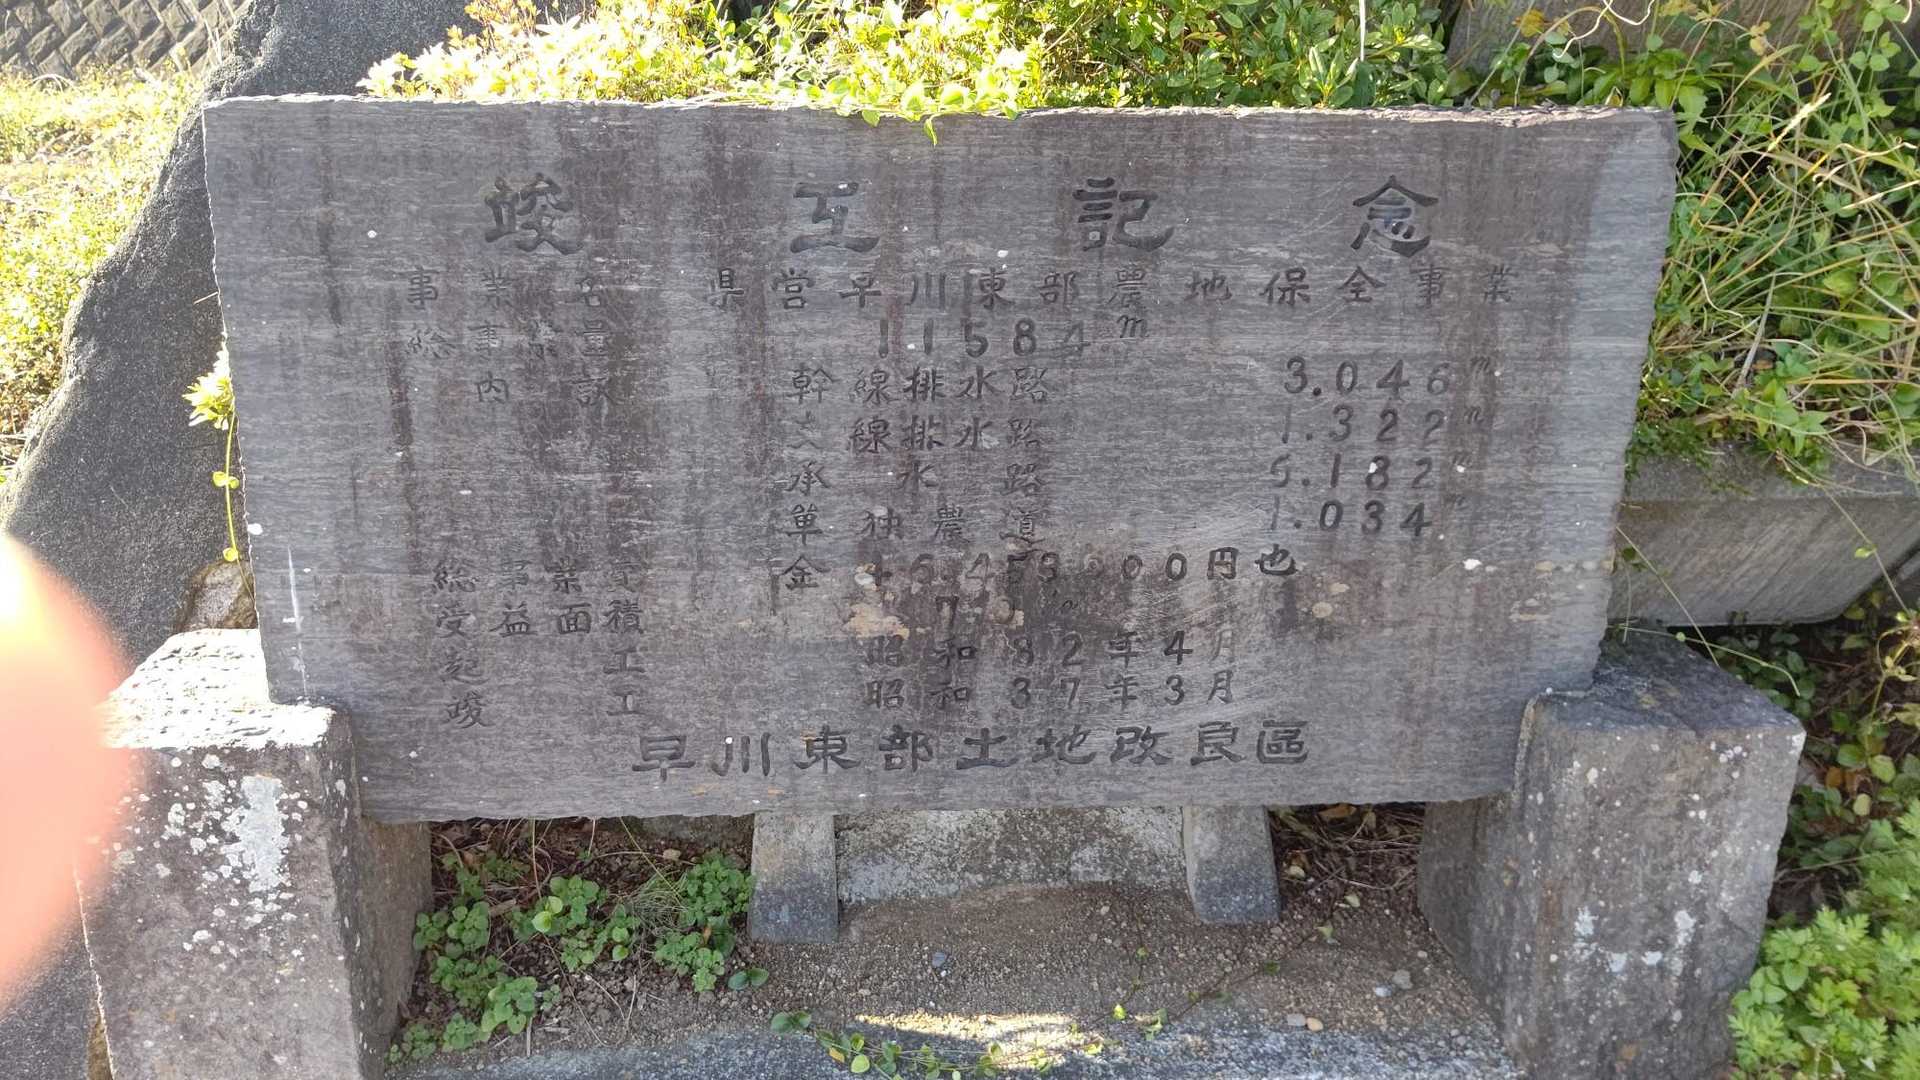 竣工記念
事業名 県営早川東部農地保全事業
総事業量 11584m
内訳 幹線排水路 3.046m
支線排水路 1.322m
承水路 6.182m
単独農道 1.034m
総事業費 金 円也
受益面積
起工 昭和32年4月
竣工 昭和37年3月
早川東部土地改良區